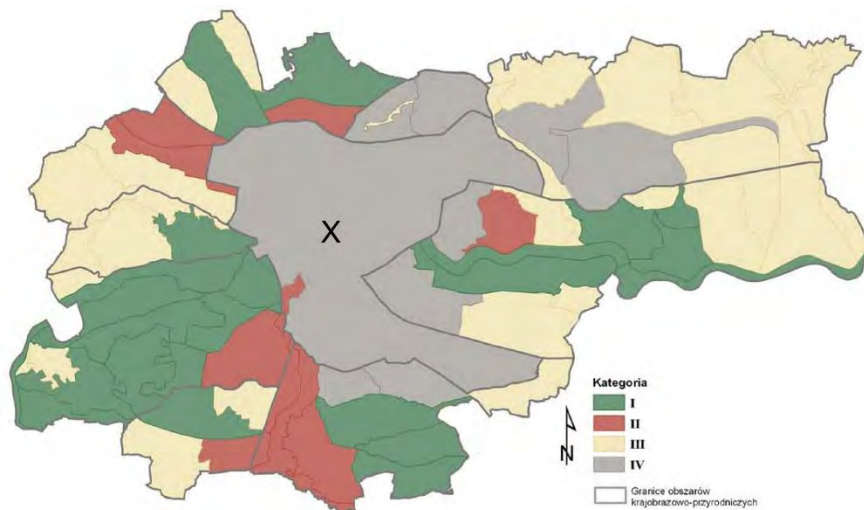 X
Kategoria
I
II
III
IV
N
Granice obszarów
krajobrazowo-przyrodniczych